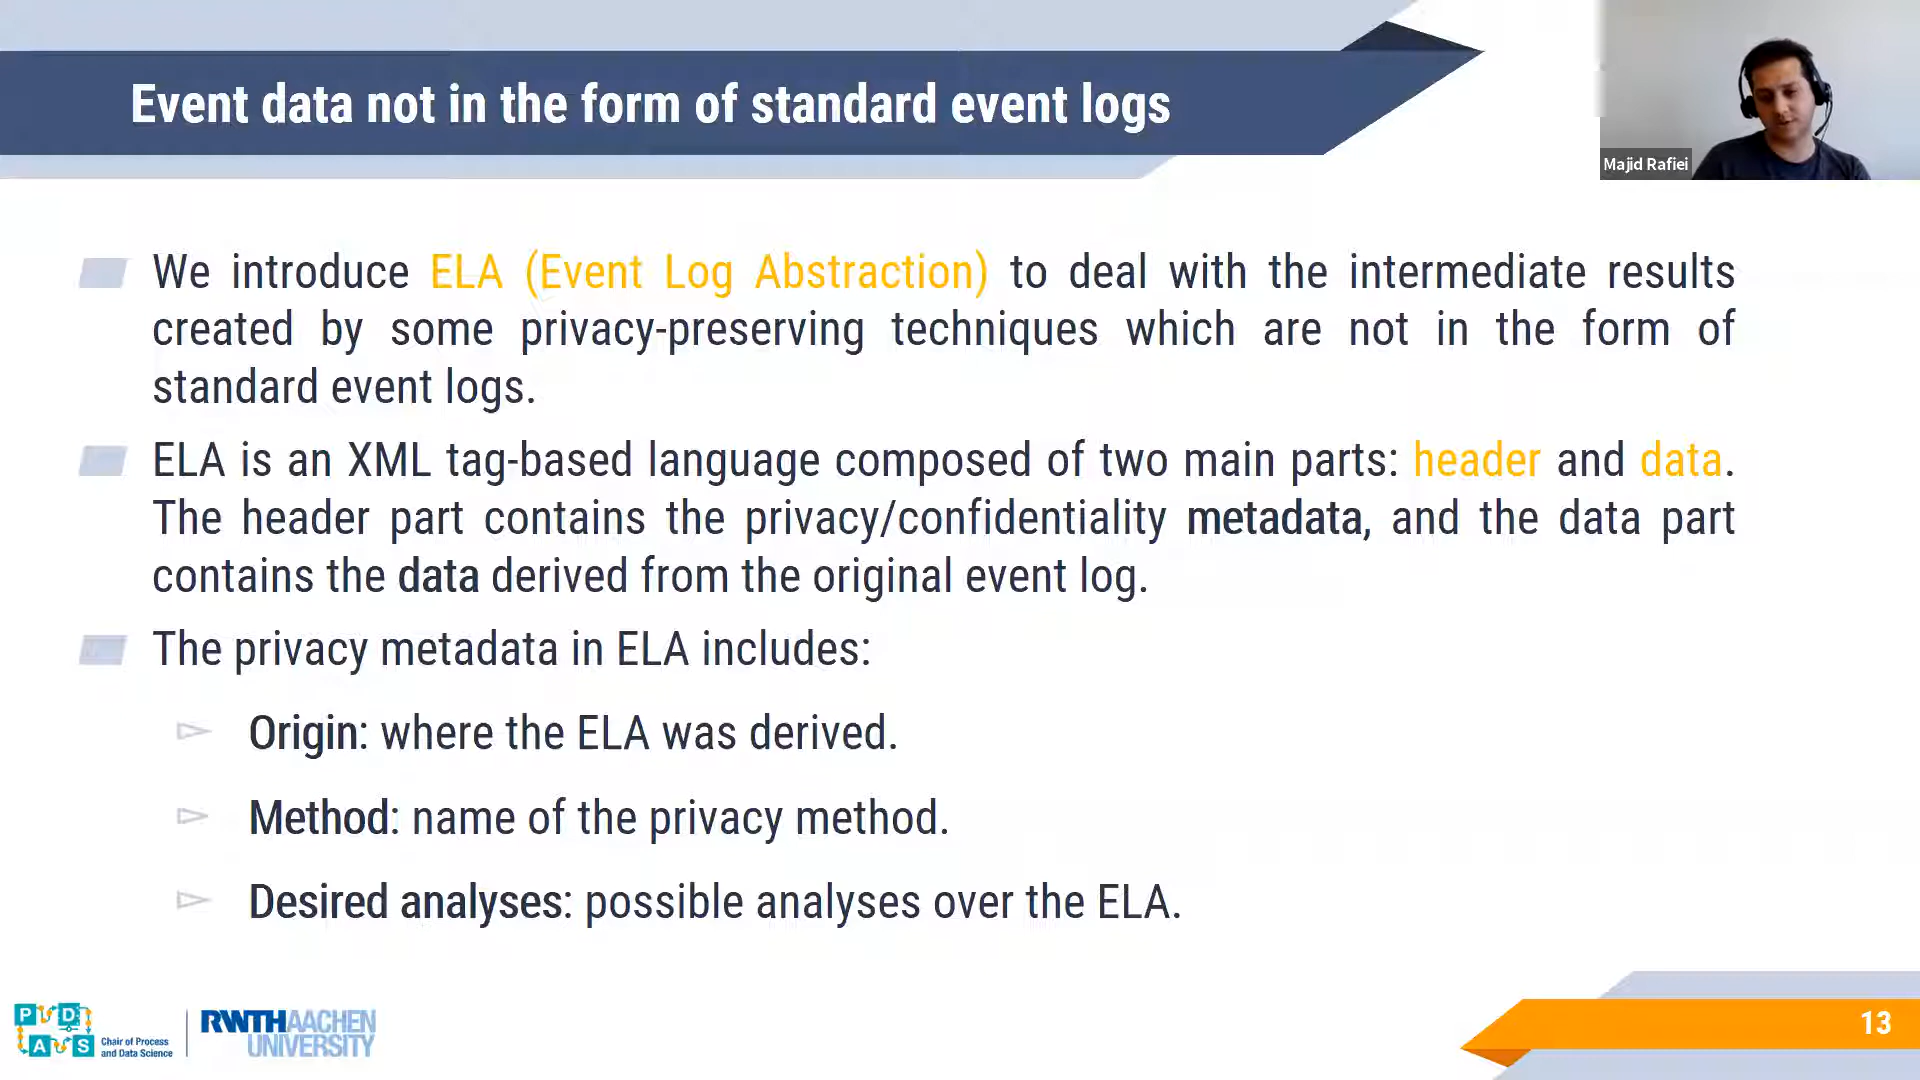 Event data not in the form of standard event logs
Majid Rafiei
We introduce ELA (Event Log Abstraction) to deal with the intermediate results
created by some privacy-preserving techniques which are not in the form of
standard event logs.
ELA is an XML tag-based language composed of two main parts: header and data.
The header part contains the privacy/confidentiality metadata, and the data part
contains the data derived from the original event log.
The privacy metadata in ELA includes:
Origin: where the ELA was derived.
Method: name of the privacy method.
Desired analyses: possible analyses over the ELA.
P D
A S
Chair of Process
and Data Science
RWTH AACHEN
UNIVERSITY
13